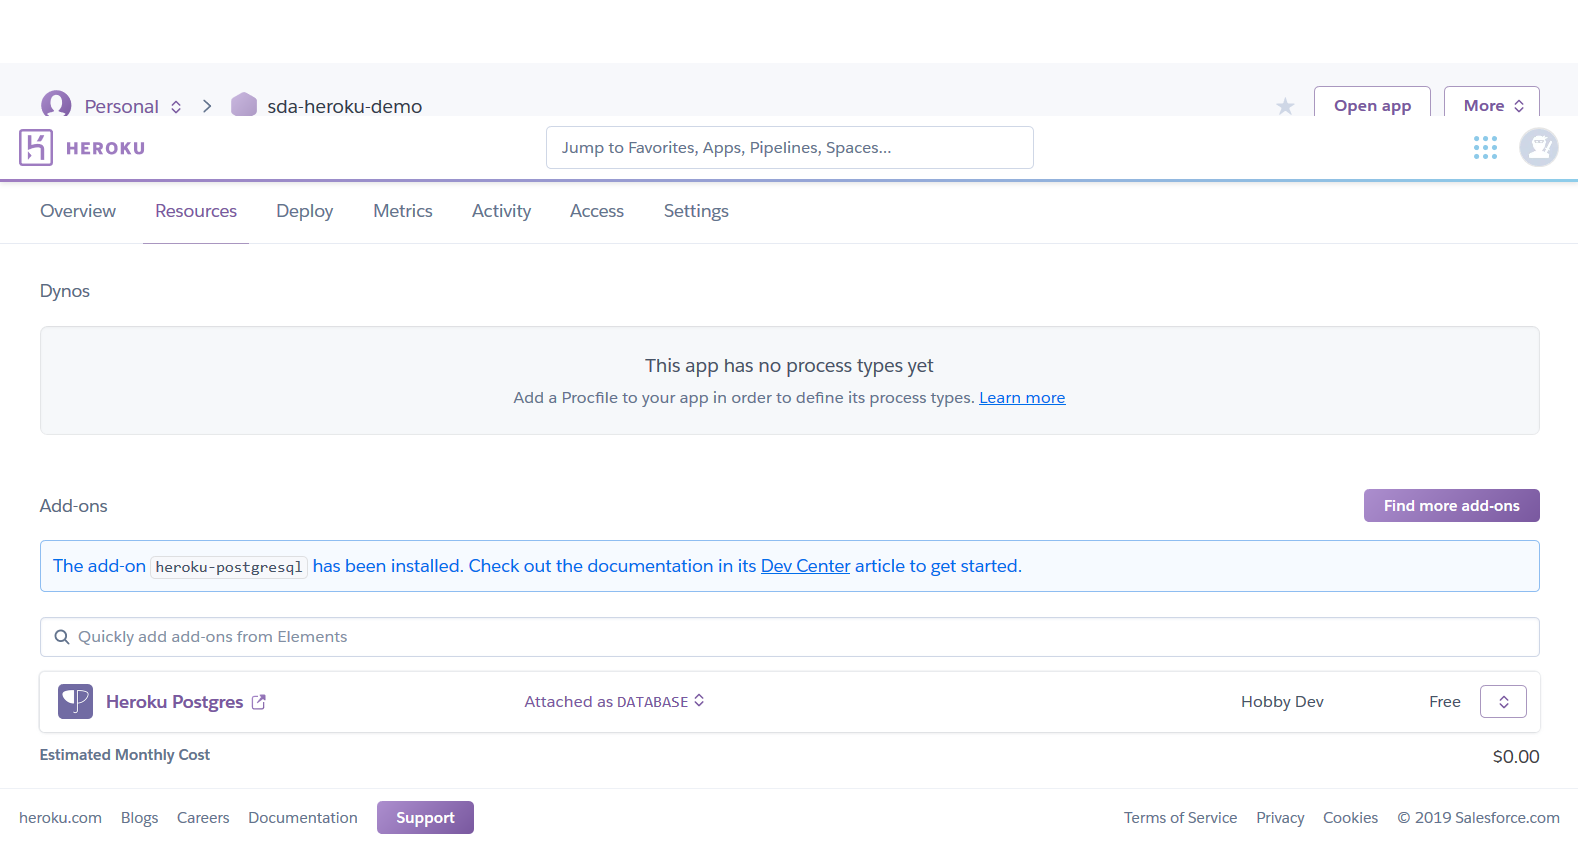 Personal sda-heroku-demo Open app More
HEROKU Jump to Favorites, Apps, Pipelines, Spaces...
Overview Resources Deploy Metrics Activity Access Settings
Dynos
This app has no process types yet
Add a Procfile to your app in order to define its process types. Learn more
Add-ons Find more add-ons
The add-on heroku-postgresql has been installed. Check out the documentation in its Dev Center article to get started.
Quickly add add-ons from Elements
Heroku Postgres Attached as DATABASE Hobby Dev Free
Estimated Monthly Cost $0.00
heroku.com Blogs Careers Documentation Support Terms of Service Privacy Cookies © 2019 Salesforce.com